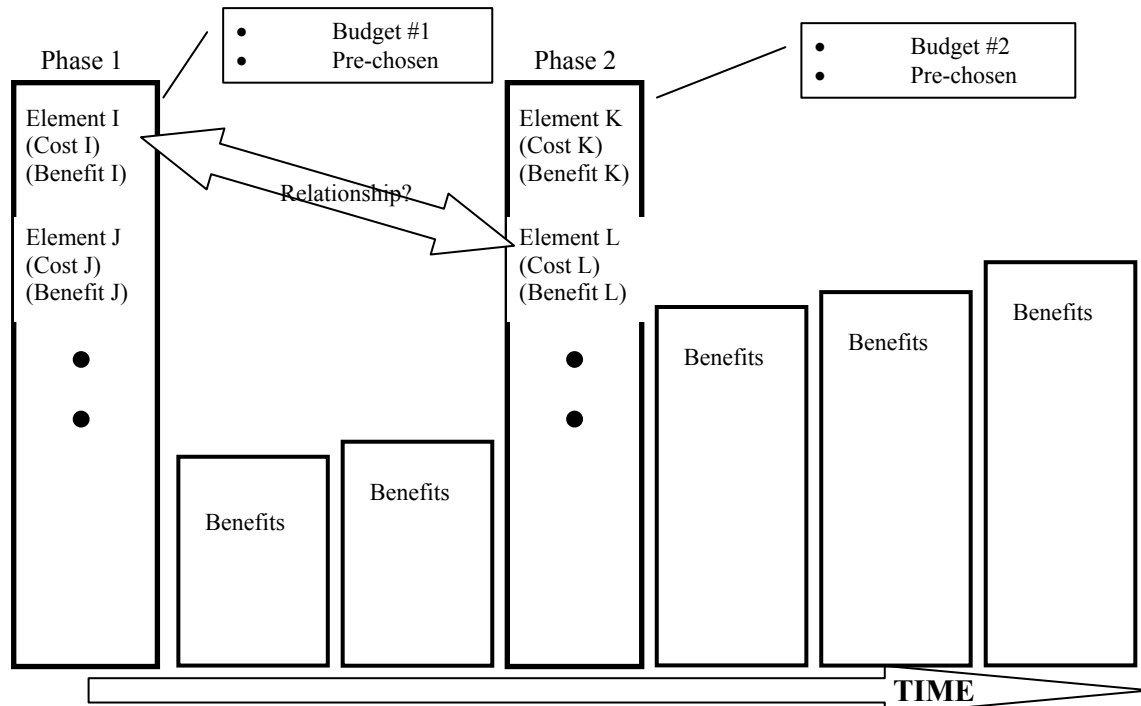 Phase 1
• Budget #1
• Pre-chosen
Phase 2
• Budget #2
• Pre-chosen
Element I
(Cost I)
(Benefit I)
Element J
(Cost J)
(Benefit J)
Relationship?
Element K
(Cost K)
(Benefit K)
Element L
(Cost L)
(Benefit L)
Benefits
Benefits
Benefits
Benefits
Benefits
TIME